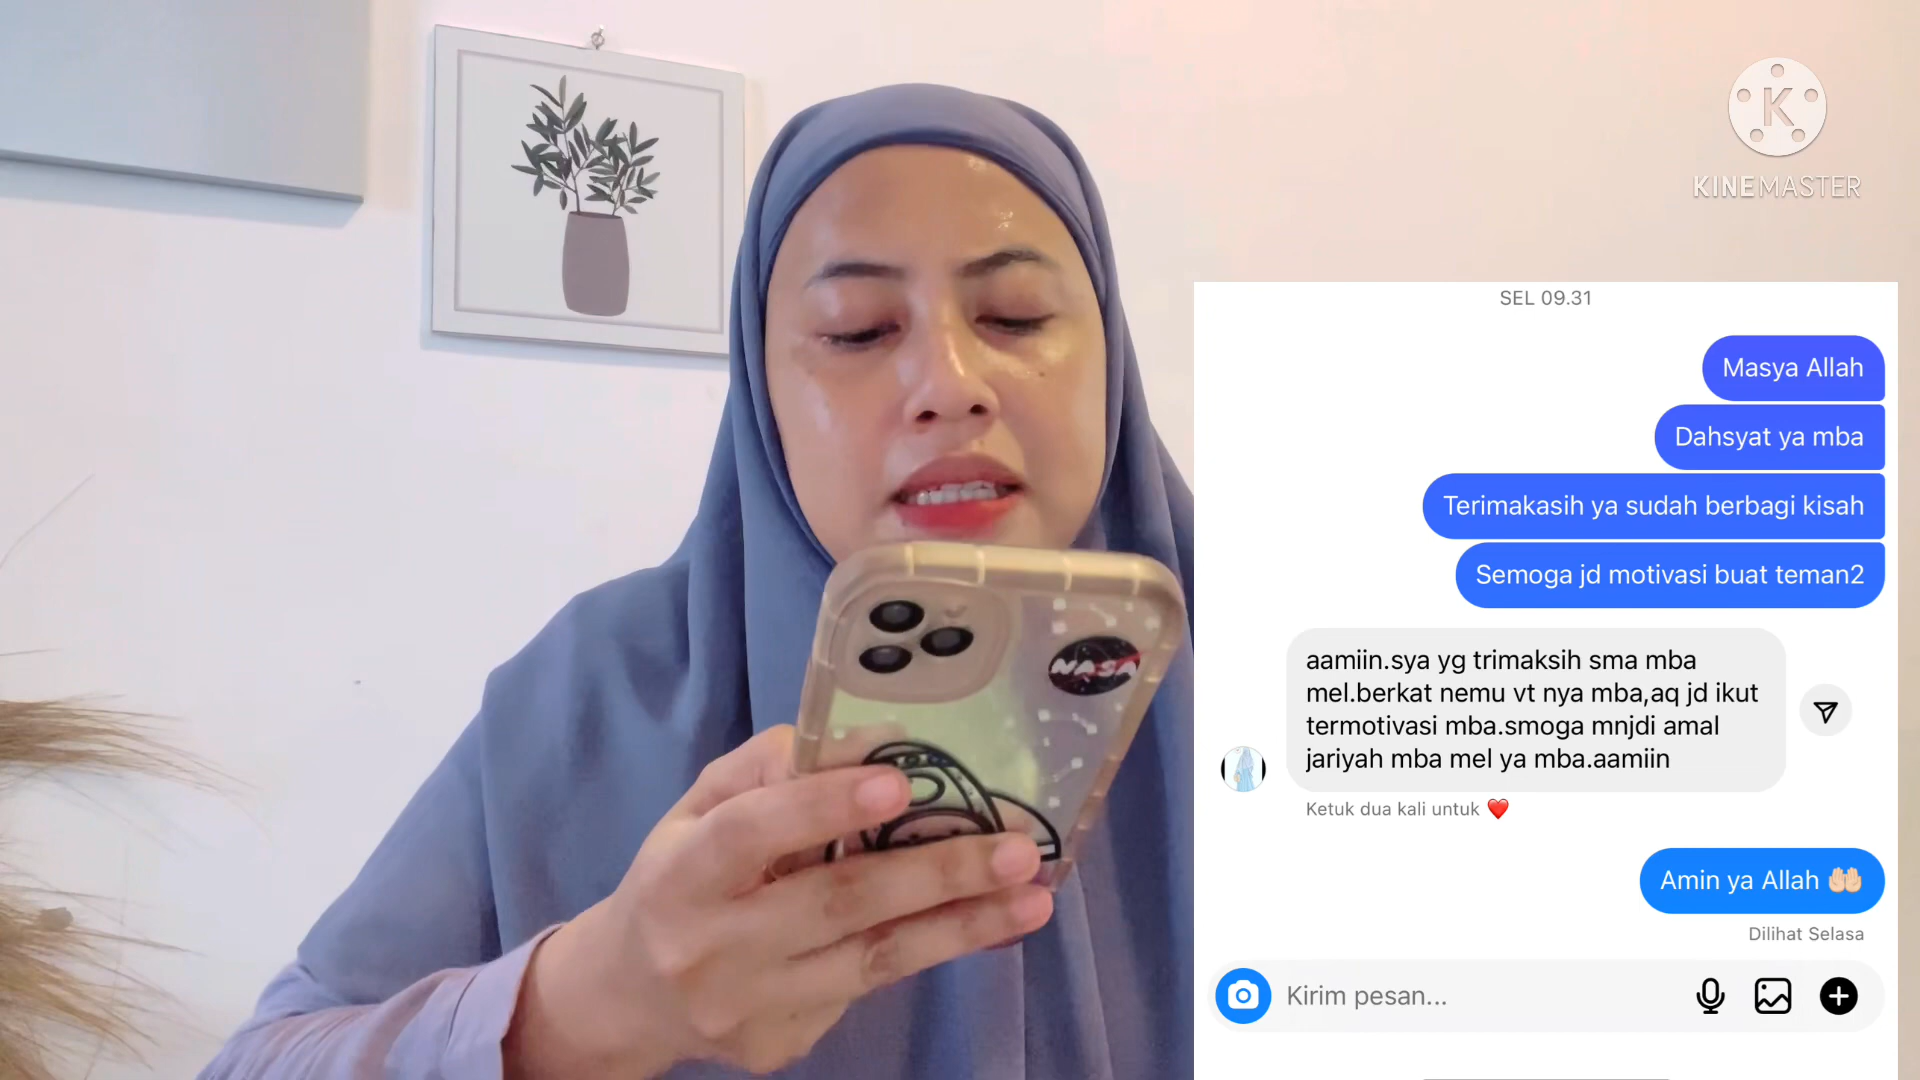 KINEMASTER
SEL 09.31
Masya Allah
Dahsyat ya mba
Terimakasih ya sudah berbagi kisah
Semoga jd motivasi buat teman2
NASA
aamiin.sya yg trimaksih sma mba
mel.berkat nemu vt nya mba,aq jd ikut
termotivasi mba.smoga mnjdi amal
jariyah mba mel ya mba.aamiin
Ketuk dua kali untuk ❤️
Amin ya Allah 🤲🏻
Dilihat Selasa
Kirim pesan...